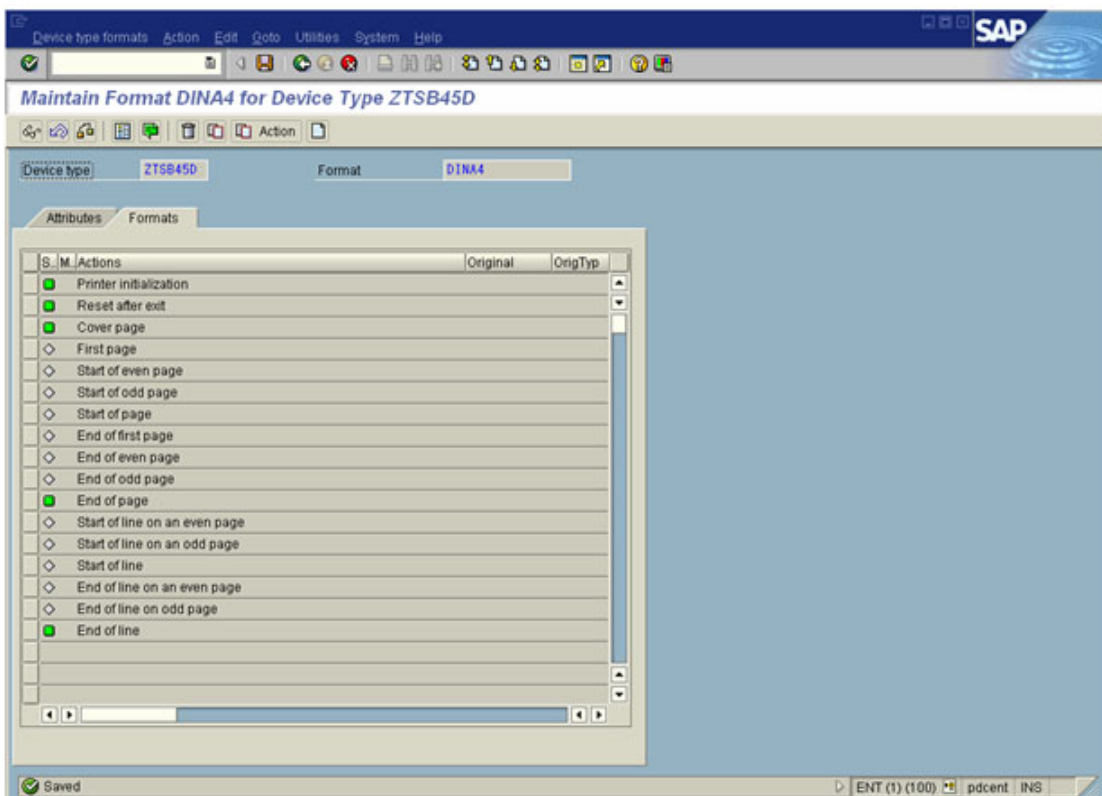 Device type formats Action Edit Goto Utilities System Help
SAP
Maintain Format DINA4 for Device Type ZTSB45D
Action
Device type ZTSB45D Format DINA4
Attributes Formats
S.. M.. Actions Original OrigTyp
Printer initialization
Reset after exit
Cover page
First page
Start of even page
Start of odd page
Start of page
End of first page
End of even page
End of odd page
End of page
Start of line on an even page
Start of line on an odd page
Start of line
End of line on an even page
End of line on odd page
End of line
Saved ENT (1) (100) pdcent INS